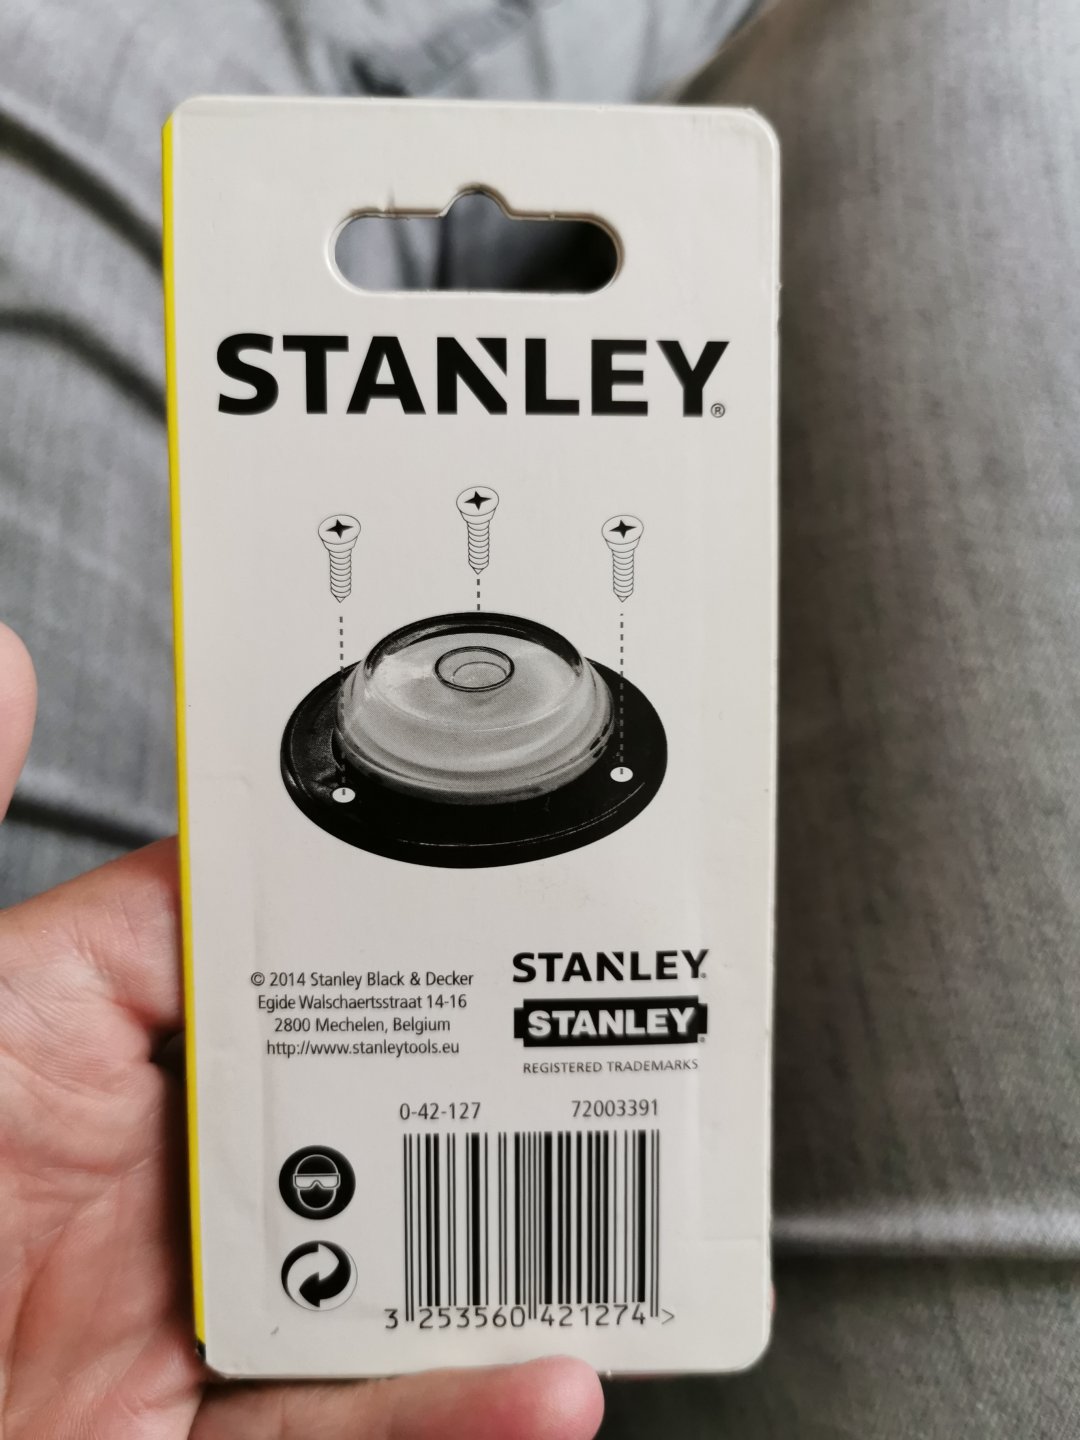 STANLEY®
© 2014 Stanley Black & Decker
Egide Walschaertsstraat 14-16
2800 Mechelen, Belgium
http://www.stanleytools.eu
STANLEY®
STANLEY®
REGISTERED TRADEMARKS
0-42-127 72003391
3 253560 421274 >